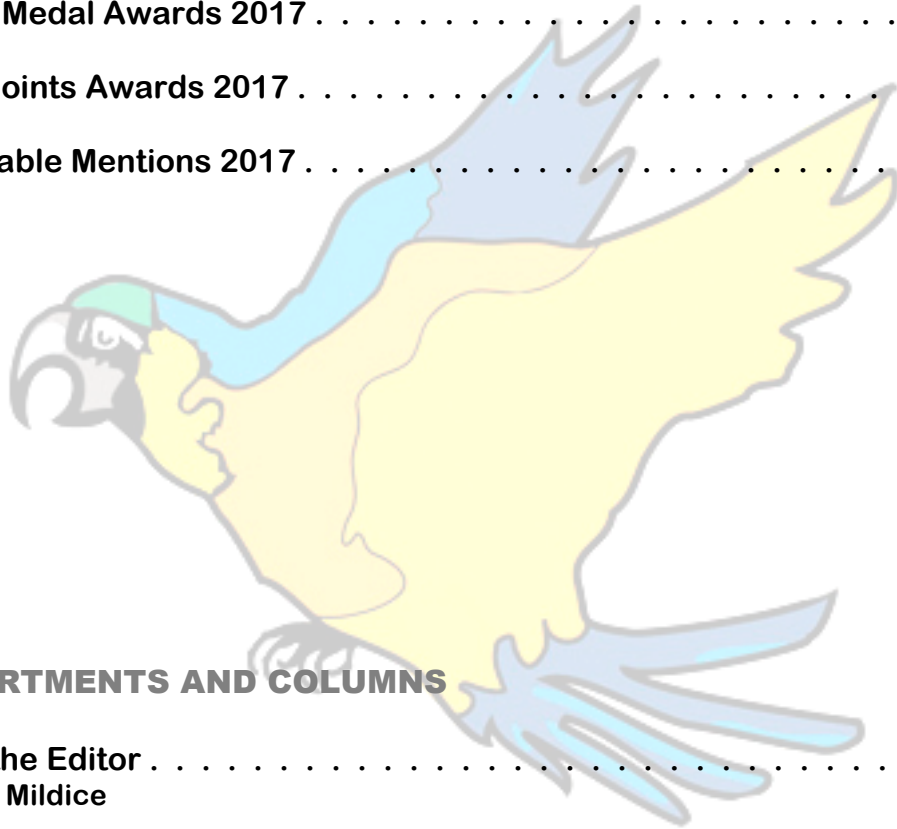 Medal Awards 2017 . . . . . . . . . . . . . . . . . . . . . . .
oints Awards 2017 . . . . . . . . . . . . . . . . . . . . . . .
able Mentions 2017 . . . . . . . . . . . . . . . . . . . . . . .
RTMENTS AND COLUMNS
he Editor . . . . . . . . . . . . . . . . . . . . . . . . . . . . .
Mildice